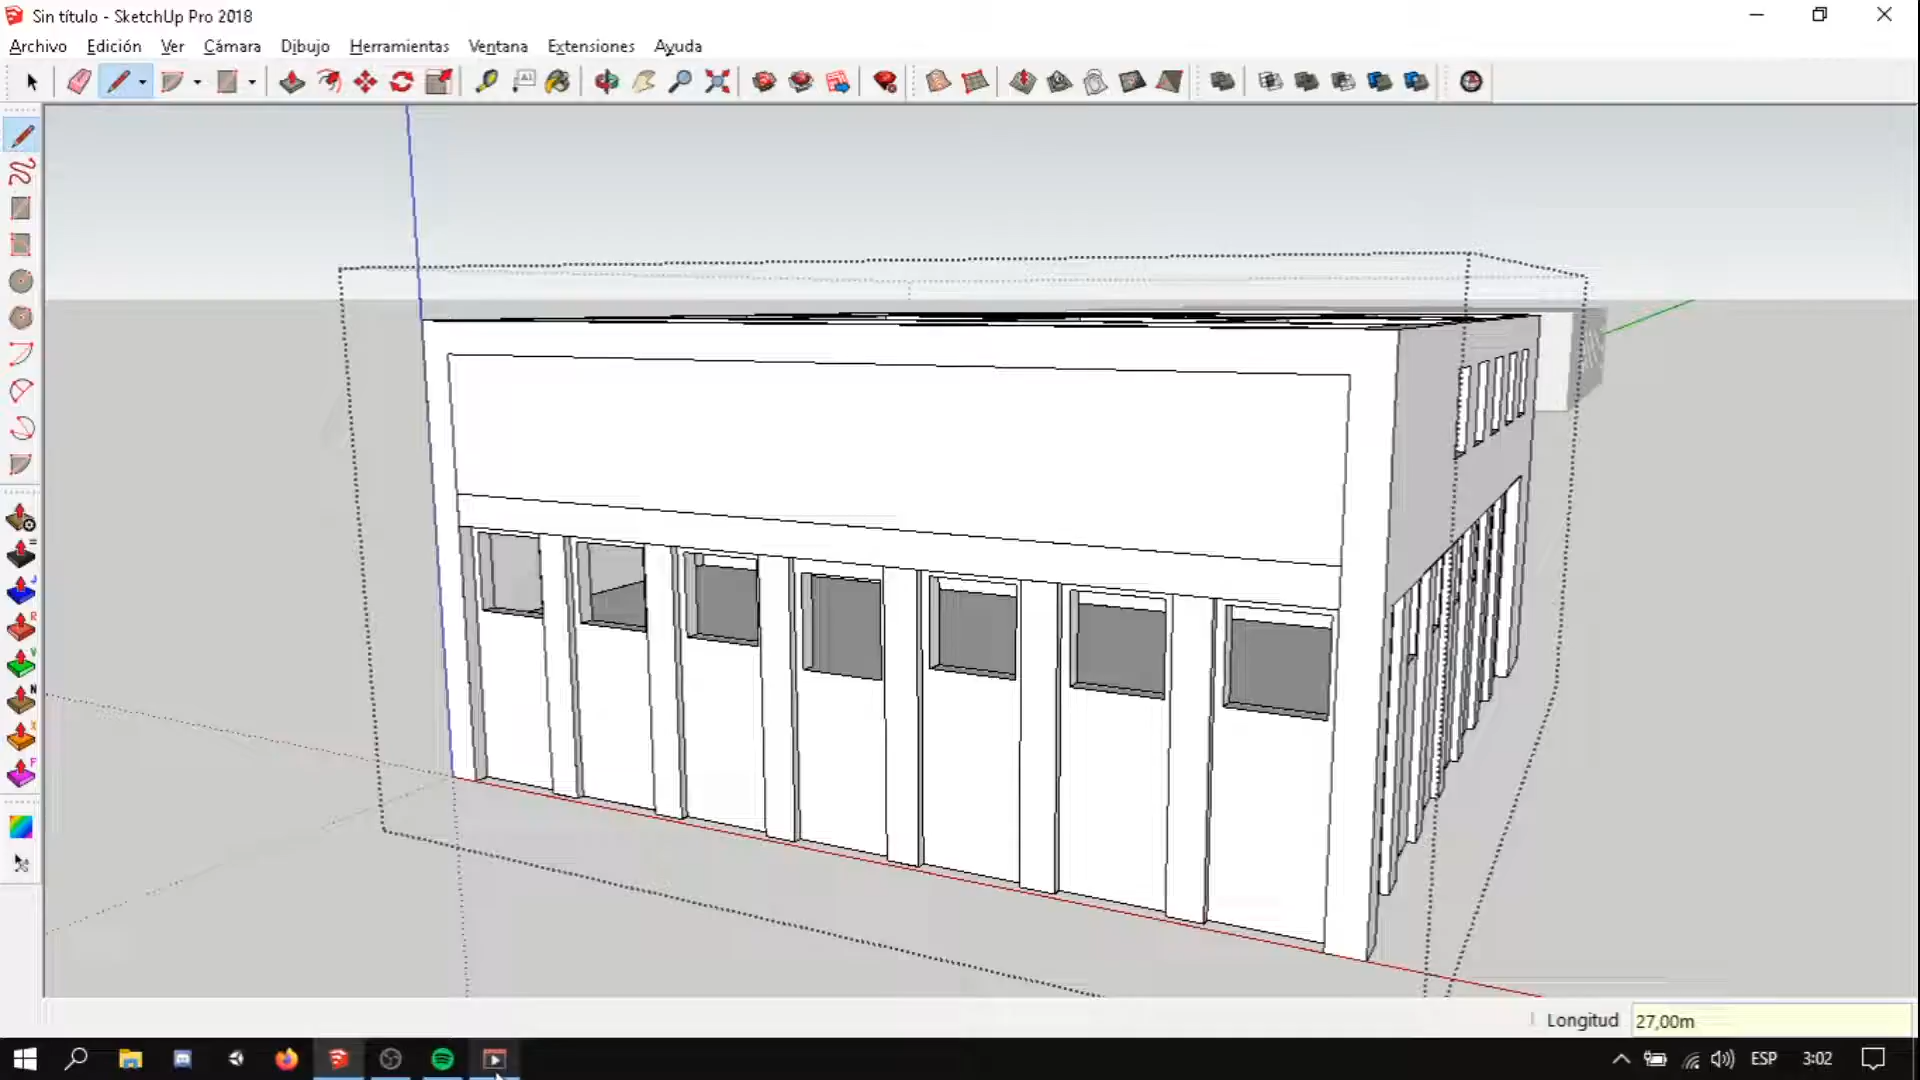 Sin título - SketchUp Pro 2018
Archivo Edición Ver Cámara Dibujo Herramientas Ventana Extensiones Ayuda
A1
=
J
R
V
N
X
F
Longitud 27,00m
ESP 3:02